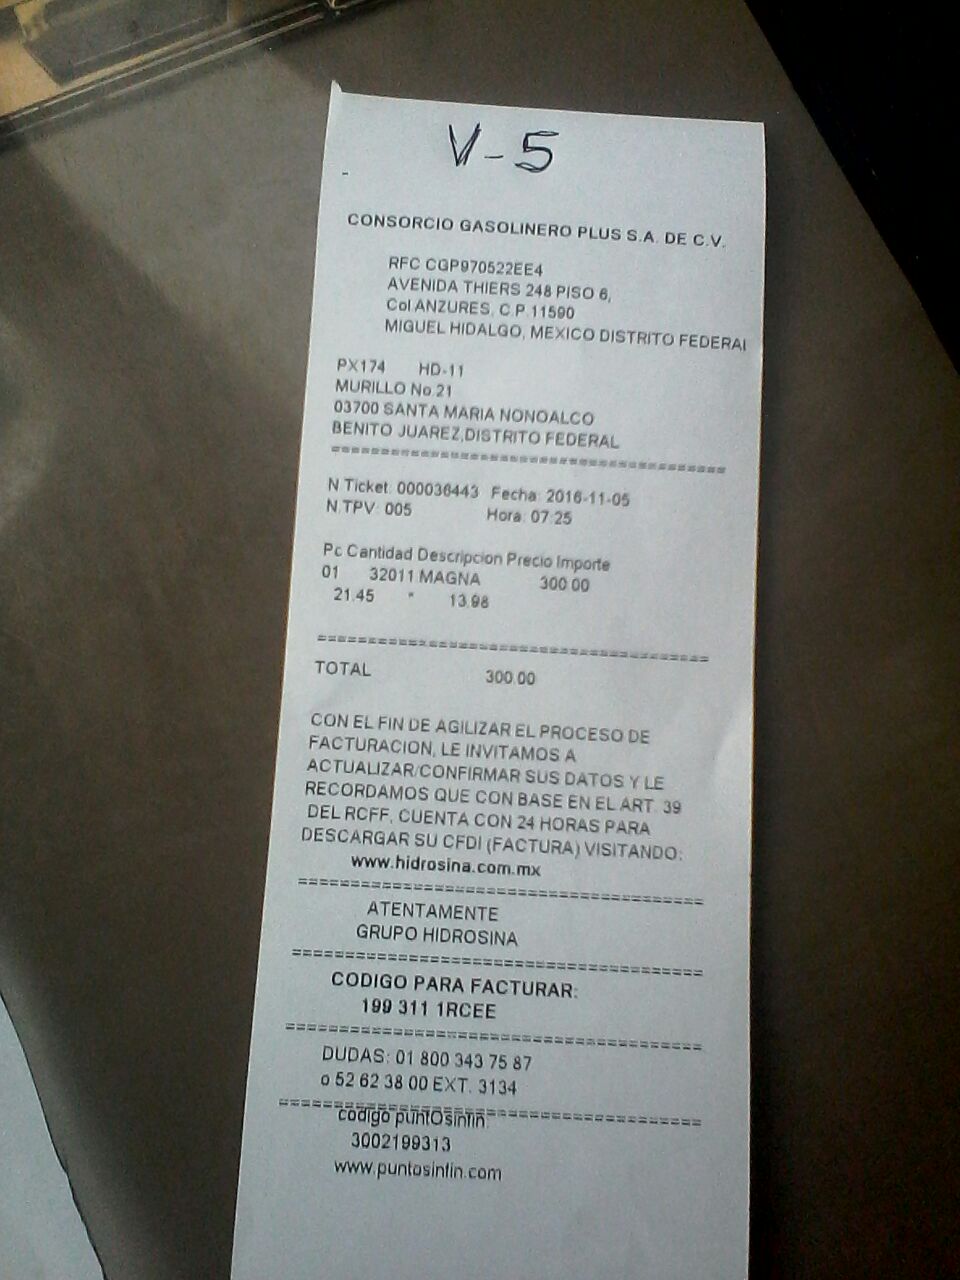 V-5
CONSORCIO GASOLINERO PLUS S.A. DE C.V.
RFC CGP970522EE4
AVENIDA THIERS 248 PISO 6,
Col ANZURES, C.P. 11590
MIGUEL HIDALGO, MEXICO DISTRITO FEDERAl
PX174 HD-11
MURILLO No.21
03700 SANTA MARIA NONOALCO
BENITO JUAREZ,DISTRITO FEDERAL
=======================================
N Ticket: 000036443 Fecha: 2016-11-05
N.TPV: 005 Hora: 07:25
Pc Cantidad Descripcion Precio Importe
01 32011 MAGNA 300.00
21.45 * 13.98
=======================================
TOTAL 300.00
CON EL FIN DE AGILIZAR EL PROCESO DE
FACTURACION, LE INVITAMOS A
ACTUALIZAR/CONFIRMAR SUS DATOS Y LE
RECORDAMOS QUE CON BASE EN EL ART. 39
DEL RCFF, CUENTA CON 24 HORAS PARA
DESCARGAR SU CFDI (FACTURA) VISITANDO:
www.hidrosina.com.mx
=======================================
ATENTAMENTE
GRUPO HIDROSINA
=======================================
CODIGO PARA FACTURAR:
199 311 1RCEE
=======================================
DUDAS: 01 800 343 75 87
o 52 62 38 00 EXT. 3134
=======================================
codigo puntOsinfin:
3002199313
www.puntosinfin.com